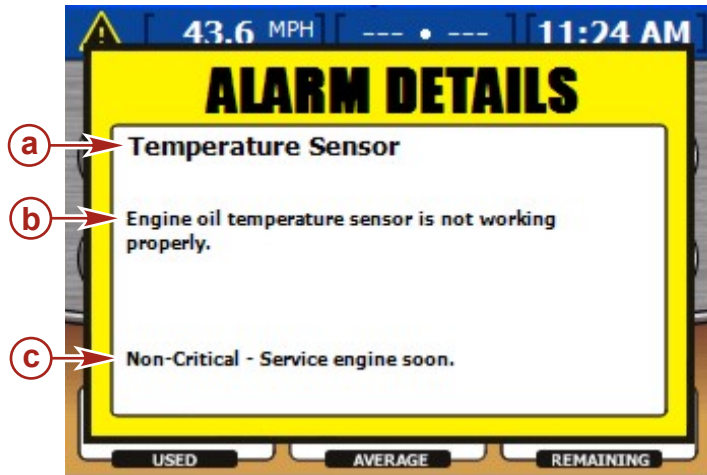 43.6 MPH --- • --- 11:24 AM
ALARM DETAILS
a Temperature Sensor
b Engine oil temperature sensor is not working
properly.
c Non-Critical - Service engine soon.
USED AVERAGE REMAINING